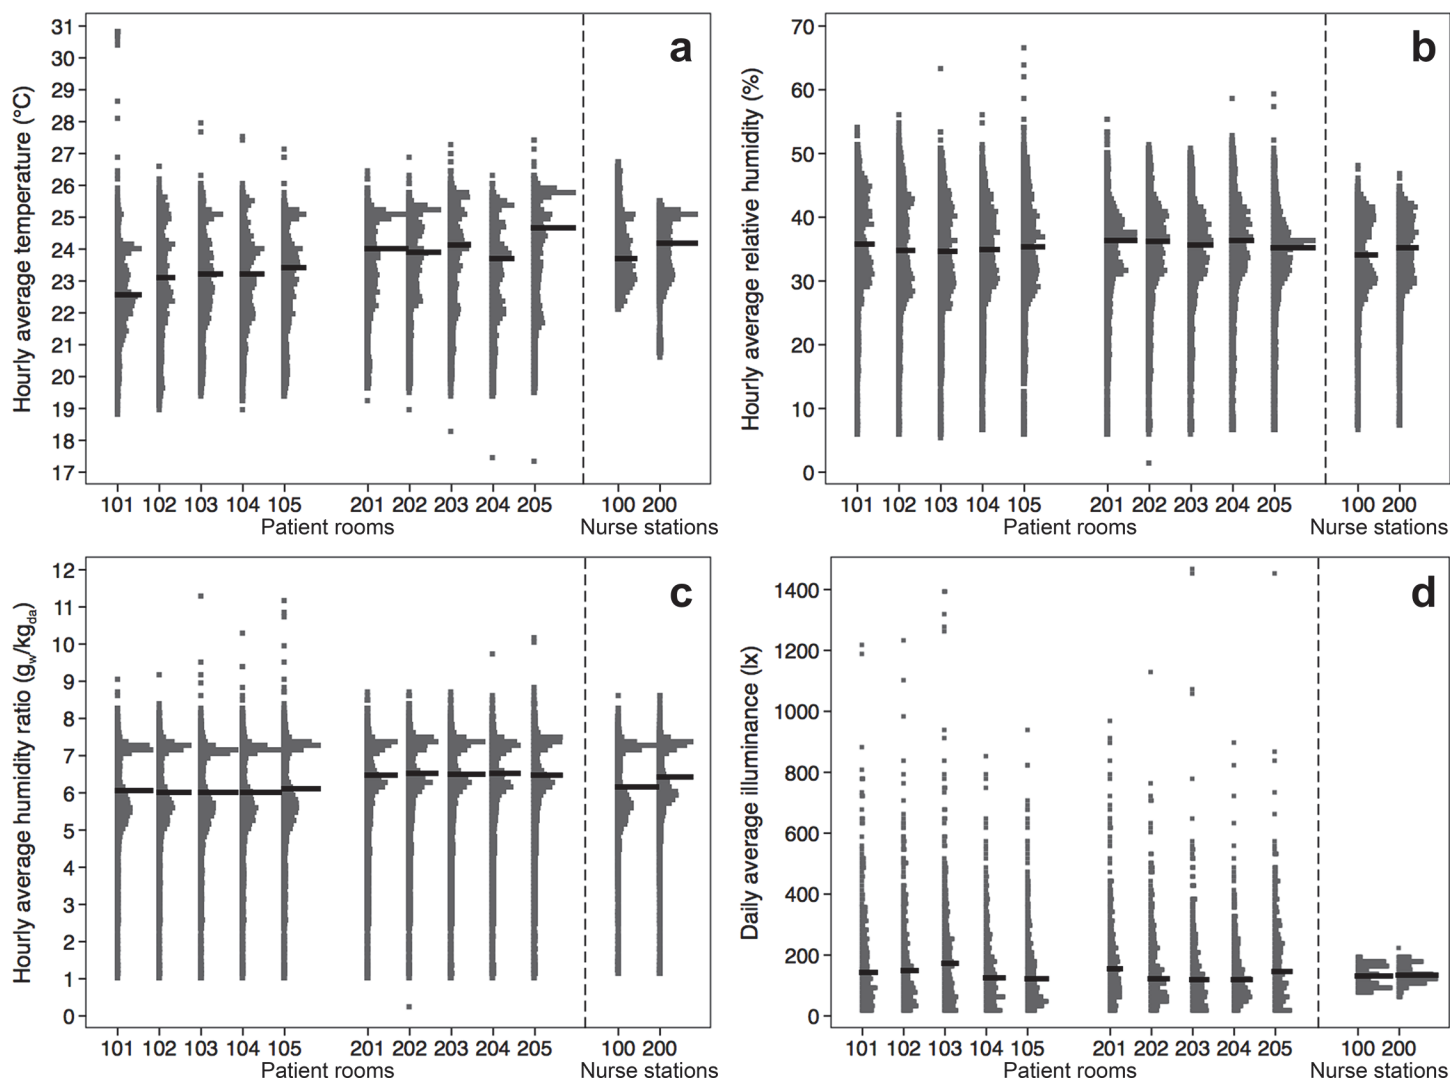 a
Hourly average temperature (°C)
31
30
29
28
27
26
25
24
23
22
21
20
19
18
17
101 102 103 104 105 201 202 203 204 205 100 200
Patient rooms Nurse stations
b
Hourly average relative humidity (%)
70
60
50
40
30
20
10
0
101 102 103 104 105 201 202 203 204 205 100 200
Patient rooms Nurse stations
c
Hourly average humidity ratio (gw/kgda)
12
11
10
9
8
7
6
5
4
3
2
1
0
101 102 103 104 105 201 202 203 204 205 100 200
Patient rooms Nurse stations
d
Daily average illuminance (lx)
1400
1200
1000
800
600
400
200
0
101 102 103 104 105 201 202 203 204 205 100 200
Patient rooms Nurse stations